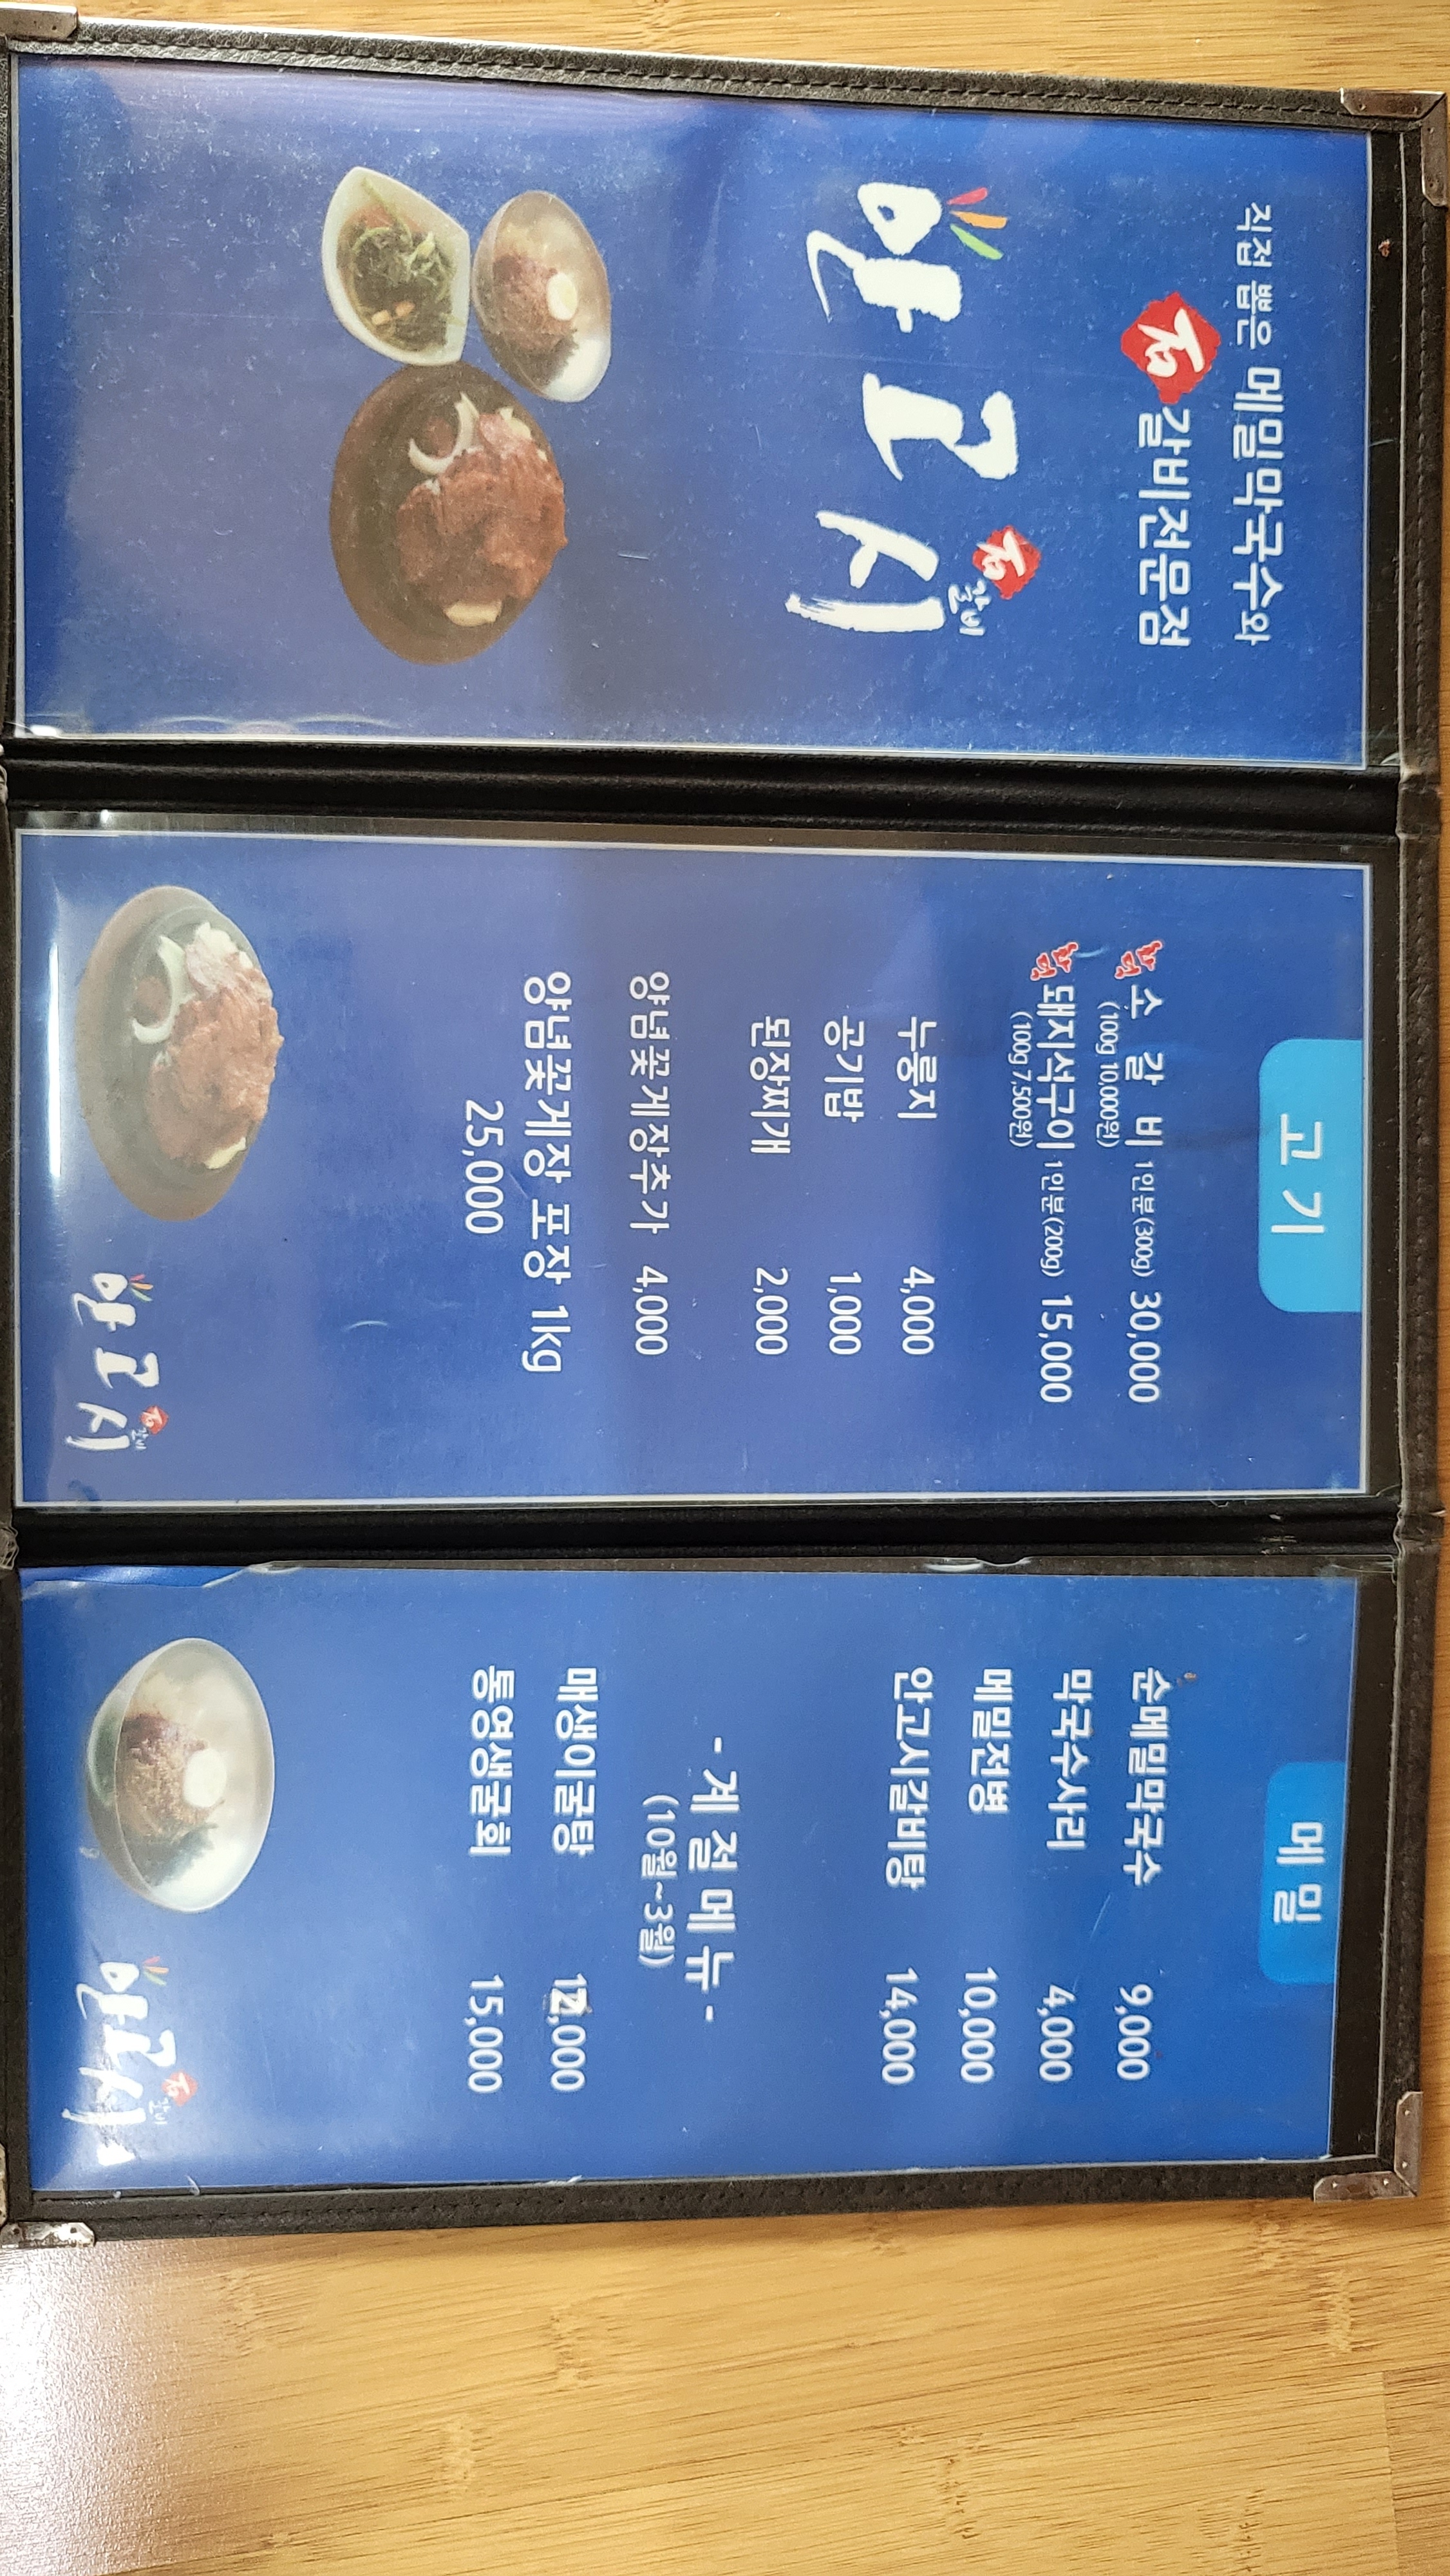 직접 뽑은 메밀막국수와
石갈비전문점
안고시
石갈비
고기
소 갈 비 1인분(300g) 30,000
(100g 10,000원)
돼지석구이 1인분(200g) 15,000
(100g 7,500원)
누룽지 4,000
공기밥 1,000
된장찌개 2,000
양념꽃게장추가 4,000
양념꽃게장 포장 1kg
25,000
안고시
石갈비
메밀
순메밀막국수 9,000
막국수사리 4,000
메밀전병 10,000
안고시갈비탕 14,000
- 계절메뉴 -
(10월~3월)
매생이굴탕 12,000
통영생굴회 15,000
안고시
石갈비